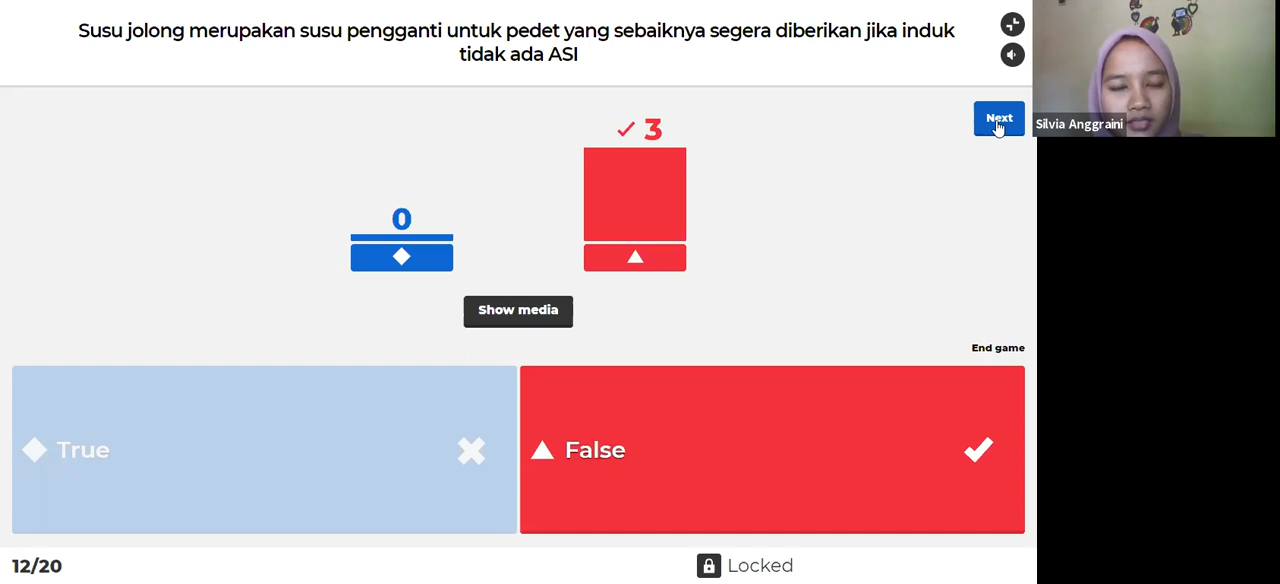 Susu jolong merupakan susu pengganti untuk pedet yang sebaiknya segera diberikan jika induk
tidak ada ASI
Next
Silvia Anggraini
3
0
Show media
End game
True
False
12/20
Locked